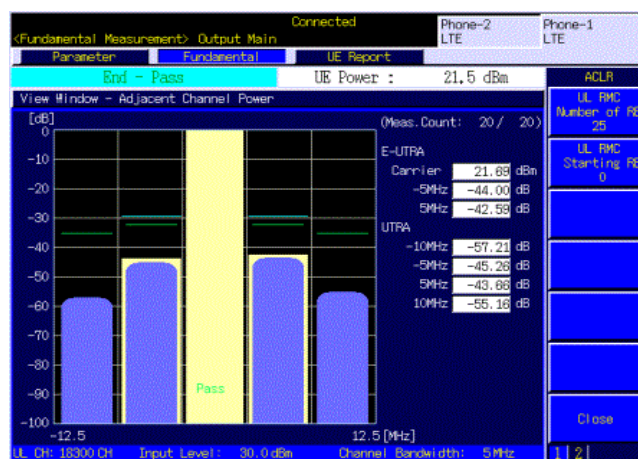 Connected
Phone-2
LTE
Phone-1
LTE
<Fundamental Measurement> Output Main
Parameter
Fundamental
UE Report
End - Pass
UE Power :
21.5 dBm
ACLR
View Window - Adjacent Channel Power
UL RMC
Number of RB
25
[dB]
(Meas.Count: 20/ 20)
UL RMC
Starting RB
0
E-UTRA
Carrier 21.69 dBm
-5MHz -44.00 dB
5MHz -42.59 dB
UTRA
-10MHz -57.21 dB
-5MHz -45.26 dB
5MHz -43.66 dB
10MHz -55.16 dB
0
-10
-20
-30
-40
-50
-60
-70
-80
-90
-100
Pass
-12.5
12.5[MHz]
Close
UL CH: 18300CH Input Level: 30.0dBm Channel Bandwidth: 5MHz
1 2